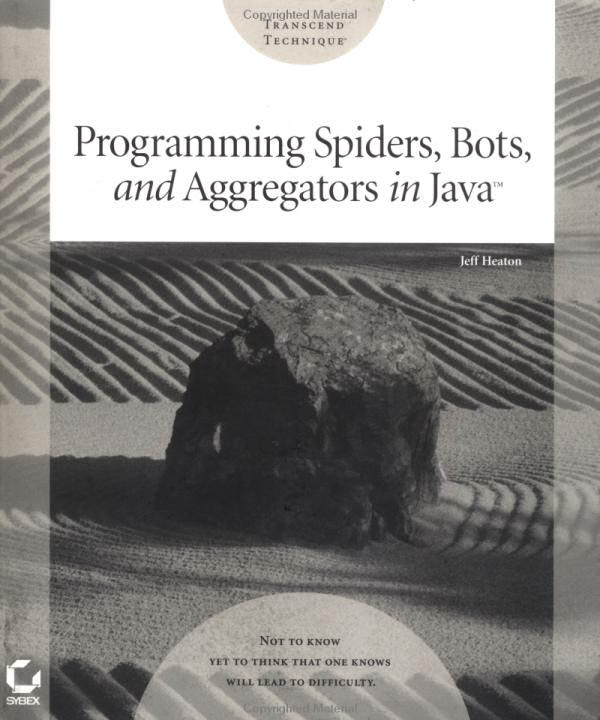 Copyrighted Material
TRANSCEND
TECHNIQUE™
Programming Spiders, Bots,
and Aggregators in Java™
Jeff Heaton
NOT TO KNOW
YET TO THINK THAT ONE KNOWS
WILL LEAD TO DIFFICULTY.
SYBEX
Copyrighted Material